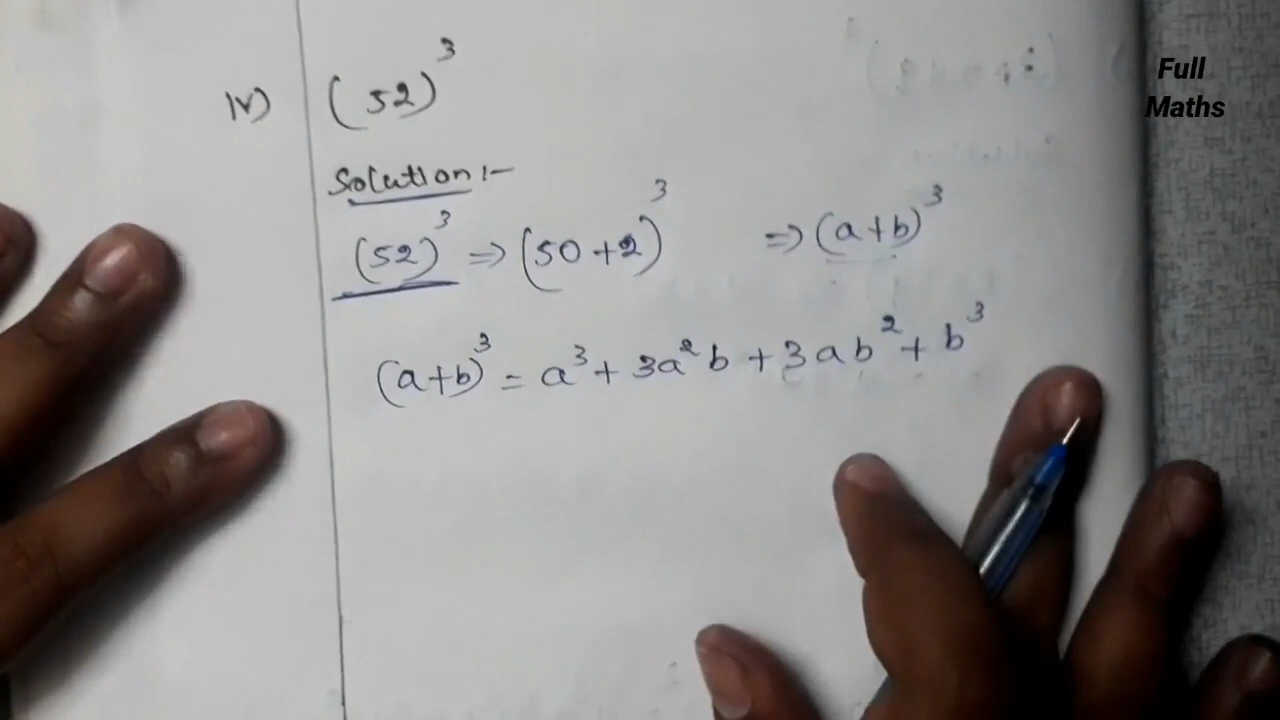 Full
Maths
IV) (52)³
Solution :-
(52)³ => (50+2)³ => (a+b)³
(a+b)³ = a³ + 3a²b + 3ab² + b³